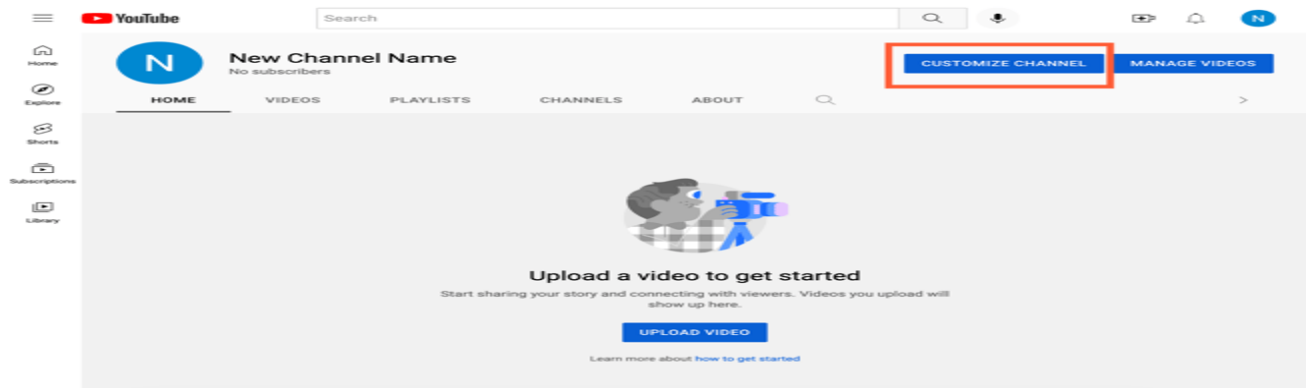 YouTube
Search
N
Home
Explore
Shorts
Subscriptions
Library
N
New Channel Name
No subscribers
CUSTOMIZE CHANNEL
MANAGE VIDEOS
HOME VIDEOS PLAYLISTS CHANNELS ABOUT
Upload a video to get started
Start sharing your story and connecting with viewers. Videos you upload will
show up here.
UPLOAD VIDEO
Learn more about how to get started